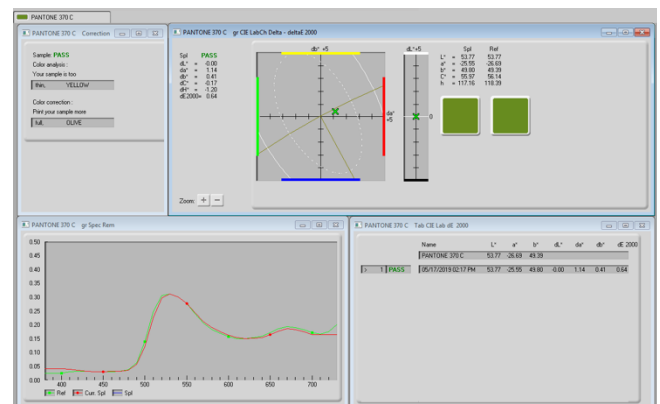 PANTONE 370 C
PANTONE 370 C Correction
Sample: PASS
Color analysis :
Your sample is too
thin, YELLOW
Color correction :
Print your sample more
full, OLIVE
PANTONE 370 C gr CIE LabCh Delta - deltaE 2000
Spl PASS
dL* = -0.00
da* = 1.14
db* = 0.41
dC* = -0.17
dH* = -1.20
dE2000= 0.64
Zoom: + -
db* +5
da*
+5
dL*+5
0
Spl Ref
L* = 53.77 53.77
a* = -25.55 -26.69
b* = 49.80 49.39
C* = 55.97 56.14
h = 117.16 118.39
PANTONE 370 C gr Spec Rem
0.50
0.45
0.40
0.35
0.30
0.25
0.20
0.15
0.10
0.05
0.00
400 450 500 550 600 650 700
Ref Curr. Spl Spl
PANTONE 370 C Tab CIE Lab dE 2000
Name L* a* b* dL* da* db* dE 2000
PANTONE 370 C 53.77 -26.69 49.39
> 1 PASS 05/17/2019 02:17 PM 53.77 -25.55 49.80 -0.00 1.14 0.41 0.64